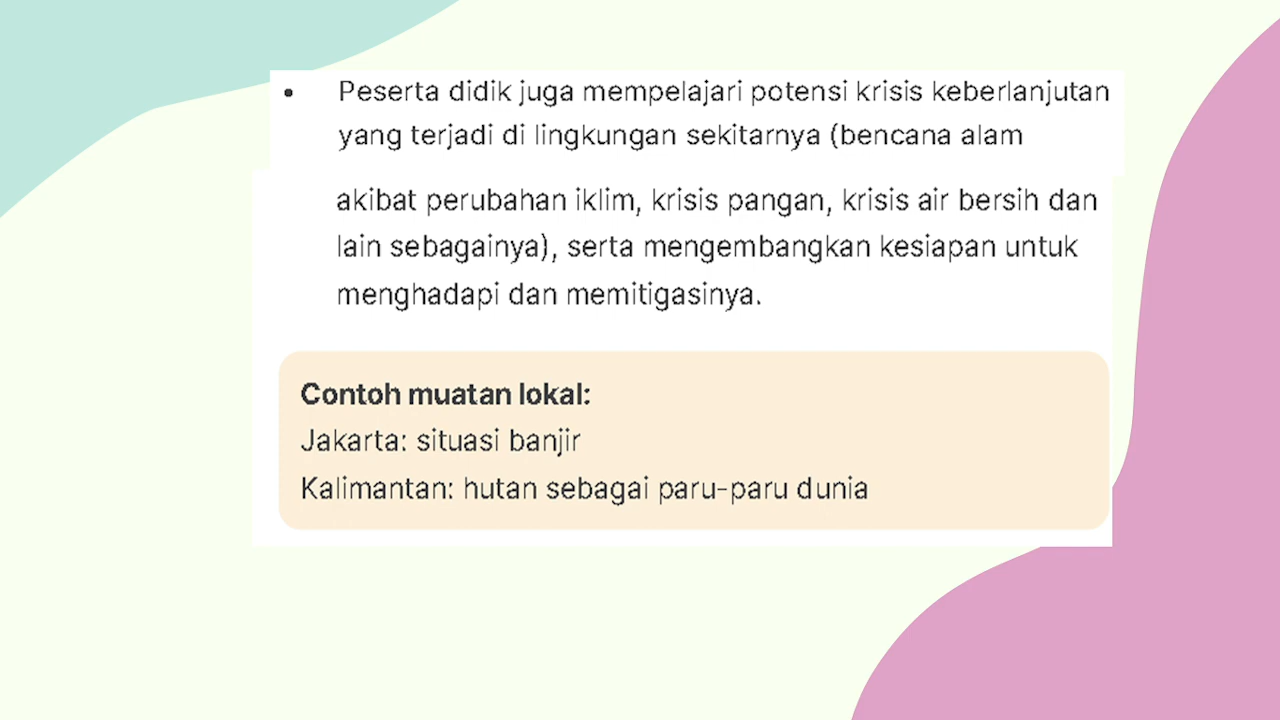 • Peserta didik juga mempelajari potensi krisis keberlanjutan
yang terjadi di lingkungan sekitarnya (bencana alam
akibat perubahan iklim, krisis pangan, krisis air bersih dan
lain sebagainya), serta mengembangkan kesiapan untuk
menghadapi dan memitigasinya.
Contoh muatan lokal:
Jakarta: situasi banjir
Kalimantan: hutan sebagai paru-paru dunia